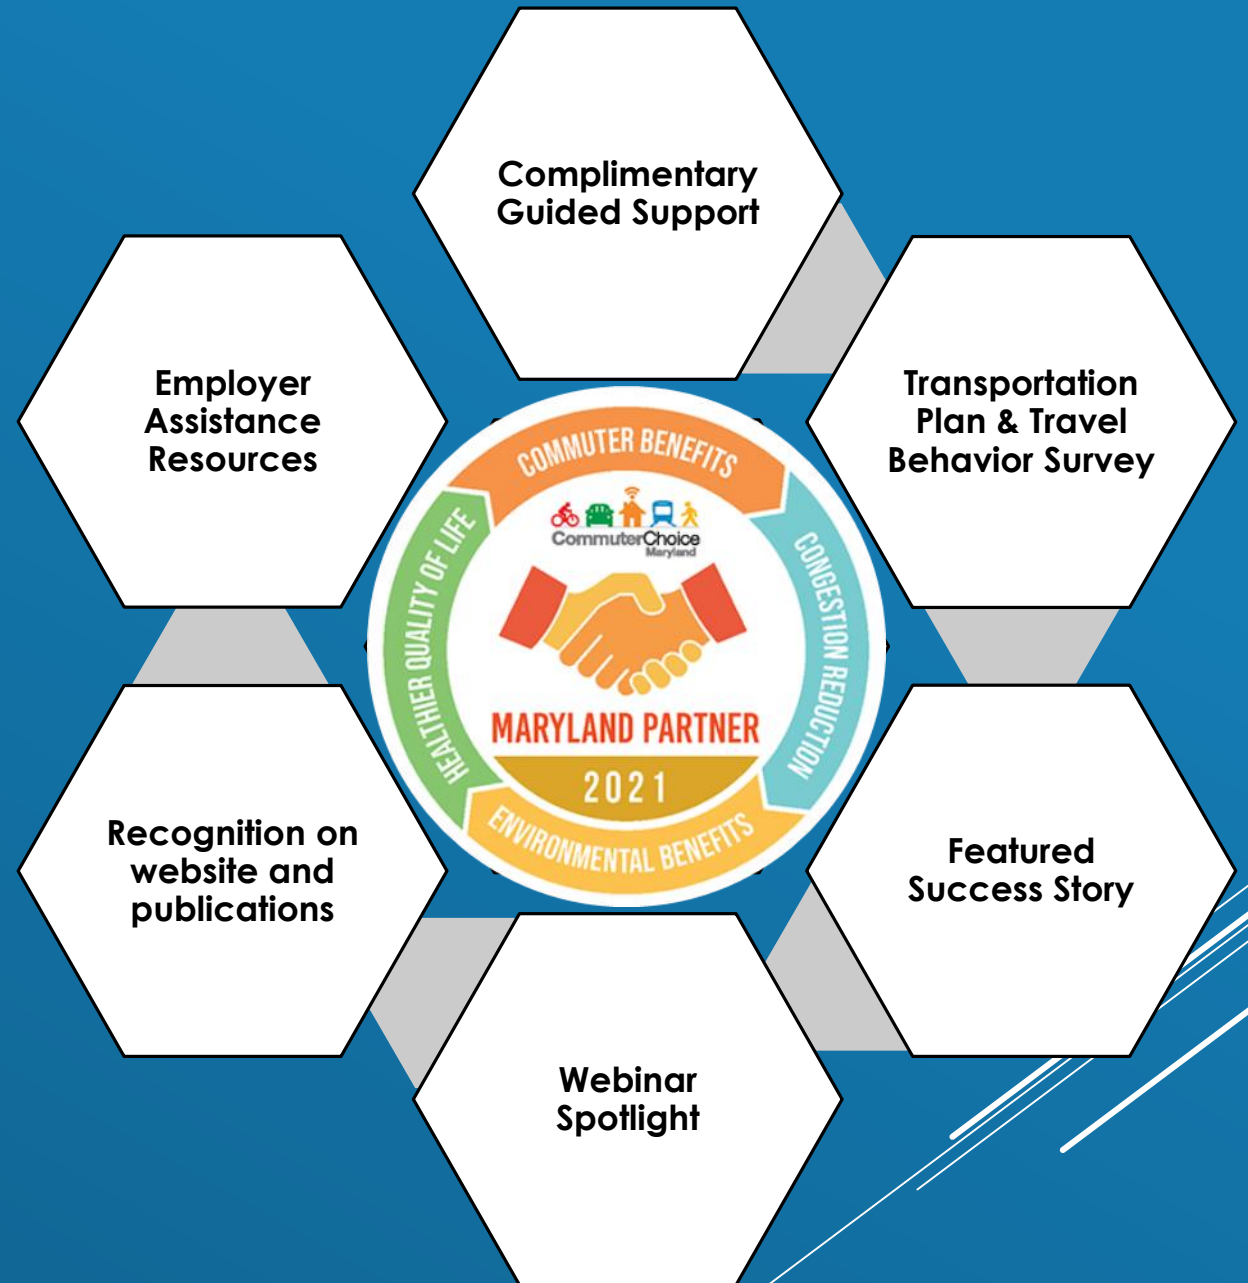 Complimentary
Guided Support
Employer
Assistance
Resources
Transportation
Plan & Travel
Behavior Survey
COMMUTER BENEFITS
CONGESTION REDUCTION
ENVIRONMENTAL BENEFITS
HEALTHIER QUALITY OF LIFE
CommuterChoice
Maryland
MARYLAND PARTNER
2021
Recognition on
website and
publications
Featured
Success Story
Webinar
Spotlight